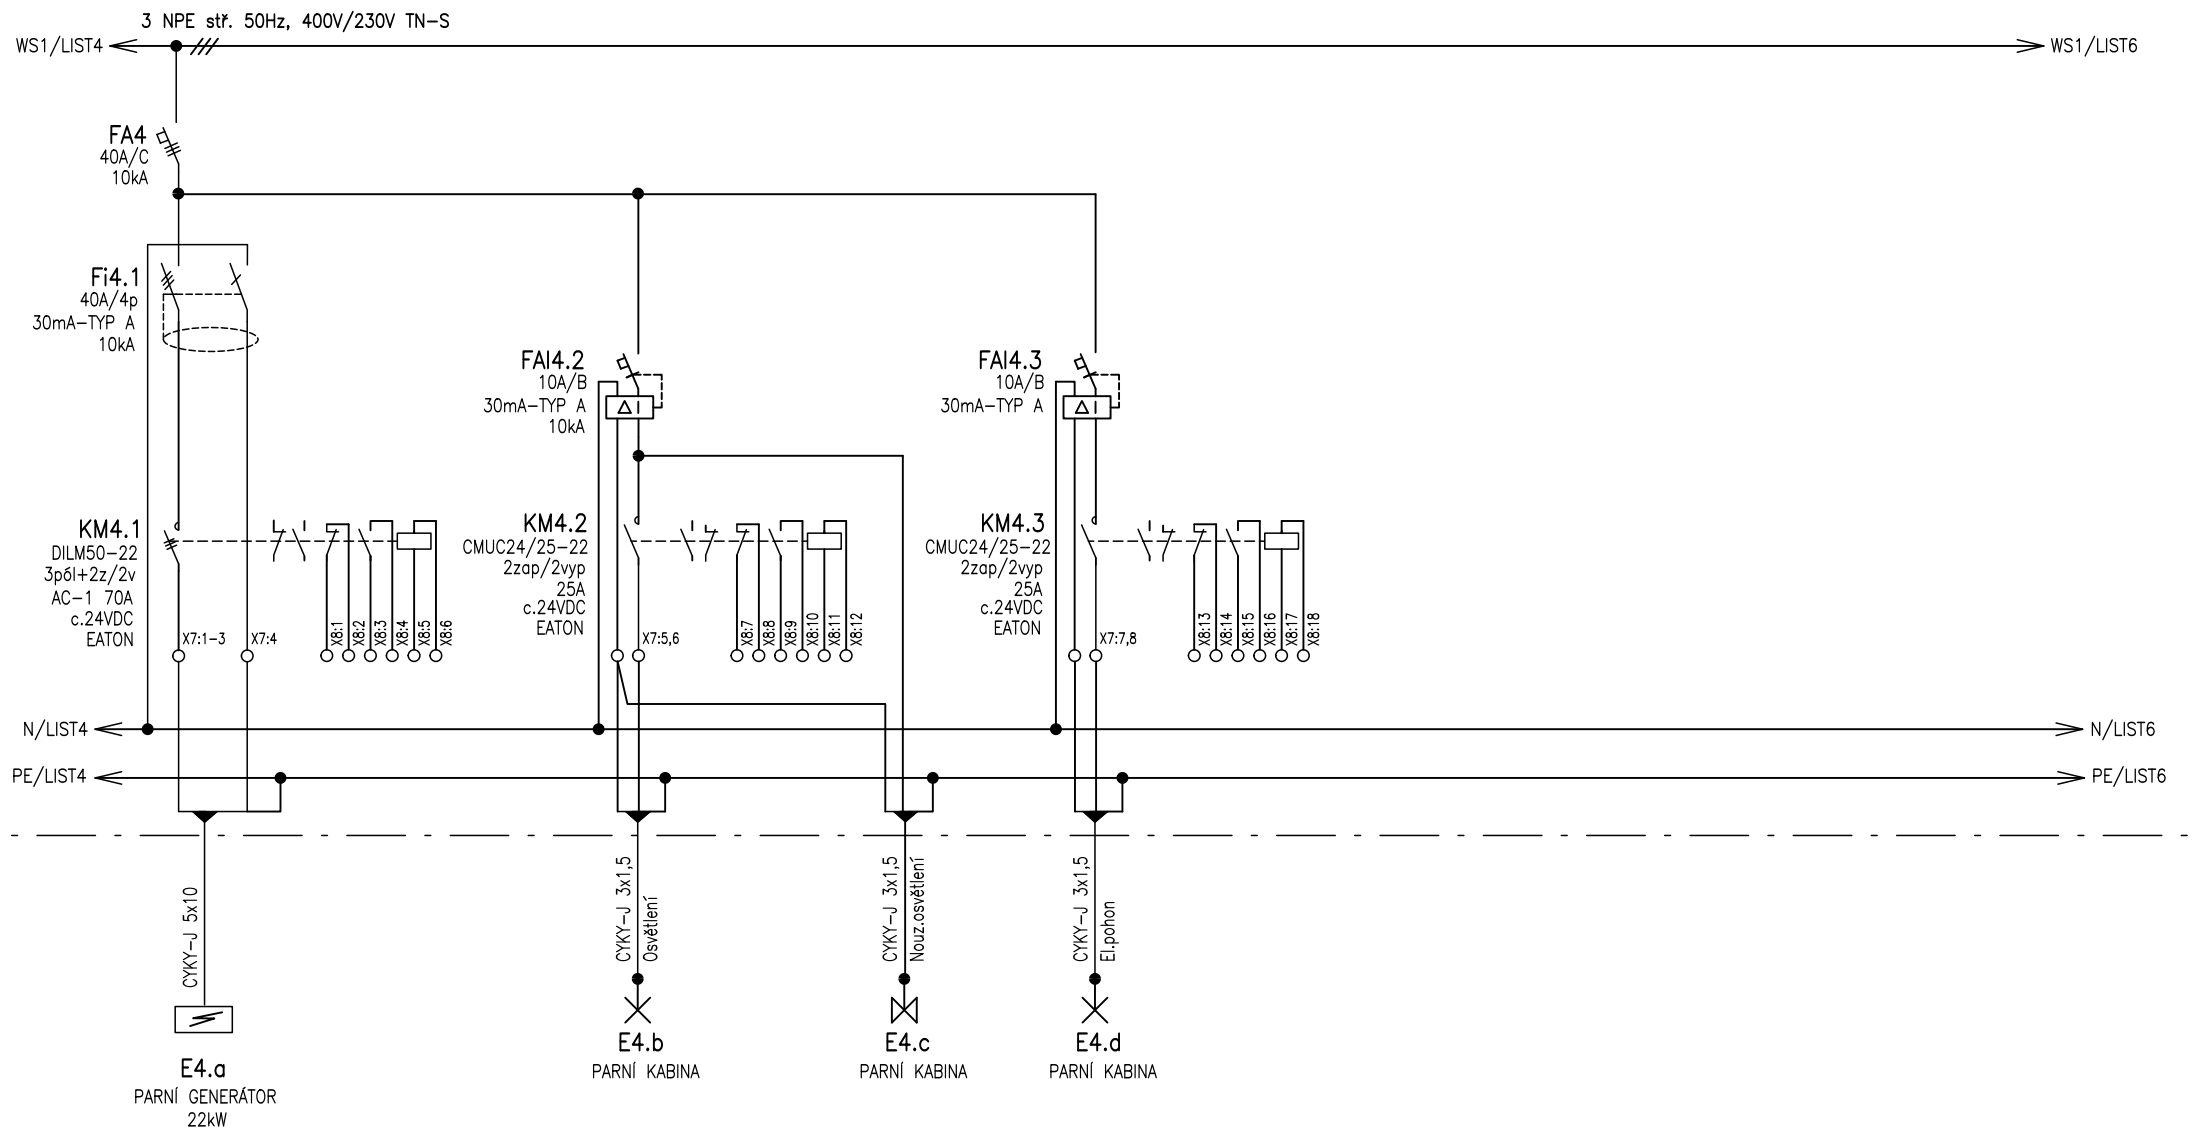 3 NPE stř. 50Hz, 400V/230V TN-S
WS1/LIST4
WS1/LIST6
FA4
40A/C
10kA
Fi4.1
40A/4p
30mA-TYP A
10kA
FAI4.2
10A/B
30mA-TYP A
10kA
FAI4.3
10A/B
30mA-TYP A
KM4.1
DILM50-22
3pól+2z/2v
AC-1 70A
c.24VDC
EATON
X7:1-3
X7:4
X8:1
X8:2
X8:3
X8:4
X8:5
X8:6
KM4.2
CMUC24/25-22
2zap/2vyp
25A
c.24VDC
EATON
X7:5,6
X8:7
X8:8
X8:9
X8:10
X8:11
X8:12
KM4.3
CMUC24/25-22
2zap/2vyp
25A
c.24VDC
EATON
X7:7,8
X8:13
X8:14
X8:15
X8:16
X8:17
X8:18
N/LIST4
N/LIST6
PE/LIST4
PE/LIST6
CYKY-J 5x10
CYKY-J 3x1,5
Osvětlení
CYKY-J 3x1,5
Nouz.osvětlení
CYKY-J 3x1,5
El.pohon
E4.a
PARNÍ GENERÁTOR
22kW
E4.b
PARNÍ KABINA
E4.c
PARNÍ KABINA
E4.d
PARNÍ KABINA